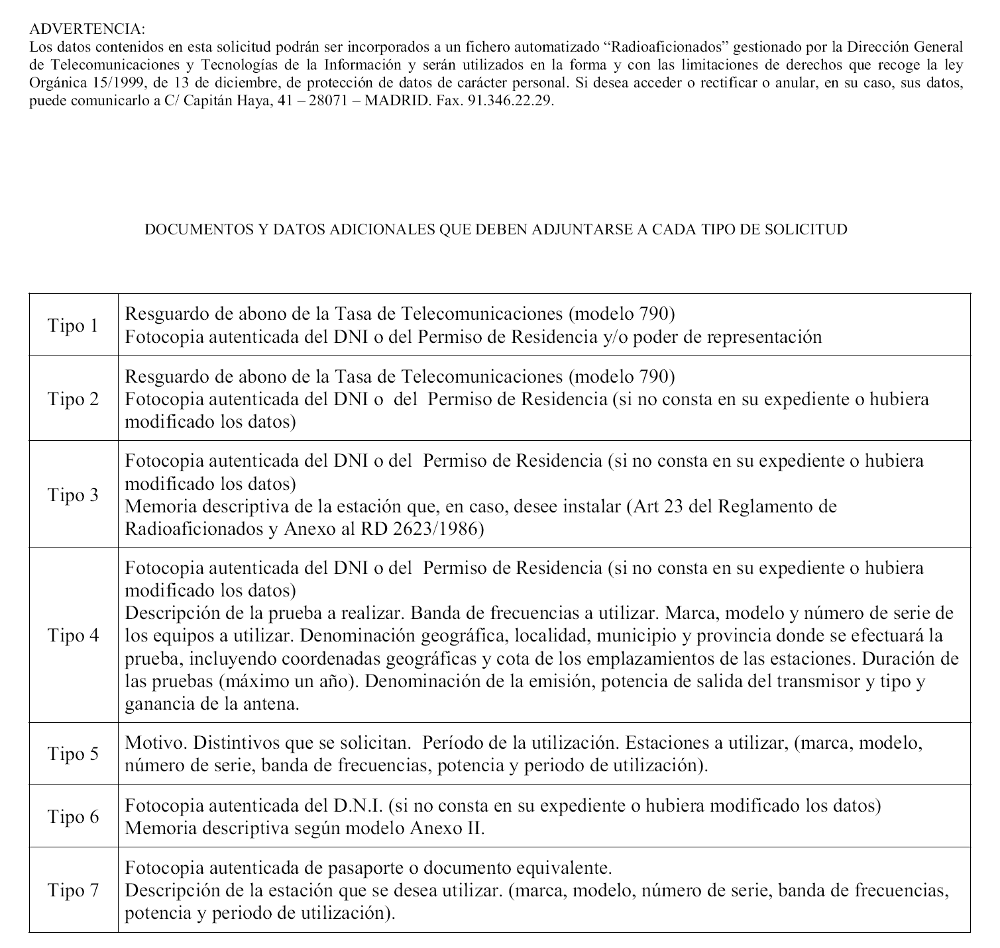 ADVERTENCIA:
Los datos contenidos en esta solicitud podrán ser incorporados a un fichero automatizado “Radioaficionados” gestionado por la Dirección General
de Telecomunicaciones y Tecnologías de la Información y serán utilizados en la forma y con las limitaciones de derechos que recoge la ley
Orgánica 15/1999, de 13 de diciembre, de protección de datos de carácter personal. Si desea acceder o rectificar o anular, en su caso, sus datos,
puede comunicarlo a C/ Capitán Haya, 41 – 28071 – MADRID. Fax. 91.346.22.29.
DOCUMENTOS Y DATOS ADICIONALES QUE DEBEN ADJUNTARSE A CADA TIPO DE SOLICITUD
Tipo 1
Resguardo de abono de la Tasa de Telecomunicaciones (modelo 790)
Fotocopia autenticada del DNI o del Permiso de Residencia y/o poder de representación
Tipo 2
Resguardo de abono de la Tasa de Telecomunicaciones (modelo 790)
Fotocopia autenticada del DNI o del Permiso de Residencia (si no consta en su expediente o hubiera
modificado los datos)
Tipo 3
Fotocopia autenticada del DNI o del Permiso de Residencia (si no consta en su expediente o hubiera
modificado los datos)
Memoria descriptiva de la estación que, en caso, desee instalar (Art 23 del Reglamento de
Radioaficionados y Anexo al RD 2623/1986)
Tipo 4
Fotocopia autenticada del DNI o del Permiso de Residencia (si no consta en su expediente o hubiera
modificado los datos)
Descripción de la prueba a realizar. Banda de frecuencias a utilizar. Marca, modelo y número de serie de
los equipos a utilizar. Denominación geográfica, localidad, municipio y provincia donde se efectuará la
prueba, incluyendo coordenadas geográficas y cota de los emplazamientos de las estaciones. Duración de
las pruebas (máximo un año). Denominación de la emisión, potencia de salida del transmisor y tipo y
ganancia de la antena.
Tipo 5
Motivo. Distintivos que se solicitan. Período de la utilización. Estaciones a utilizar, (marca, modelo,
número de serie, banda de frecuencias, potencia y periodo de utilización).
Tipo 6
Fotocopia autenticada del D.N.I. (si no consta en su expediente o hubiera modificado los datos)
Memoria descriptiva según modelo Anexo II.
Tipo 7
Fotocopia autenticada de pasaporte o documento equivalente.
Descripción de la estación que se desea utilizar. (marca, modelo, número de serie, banda de frecuencias,
potencia y periodo de utilización).